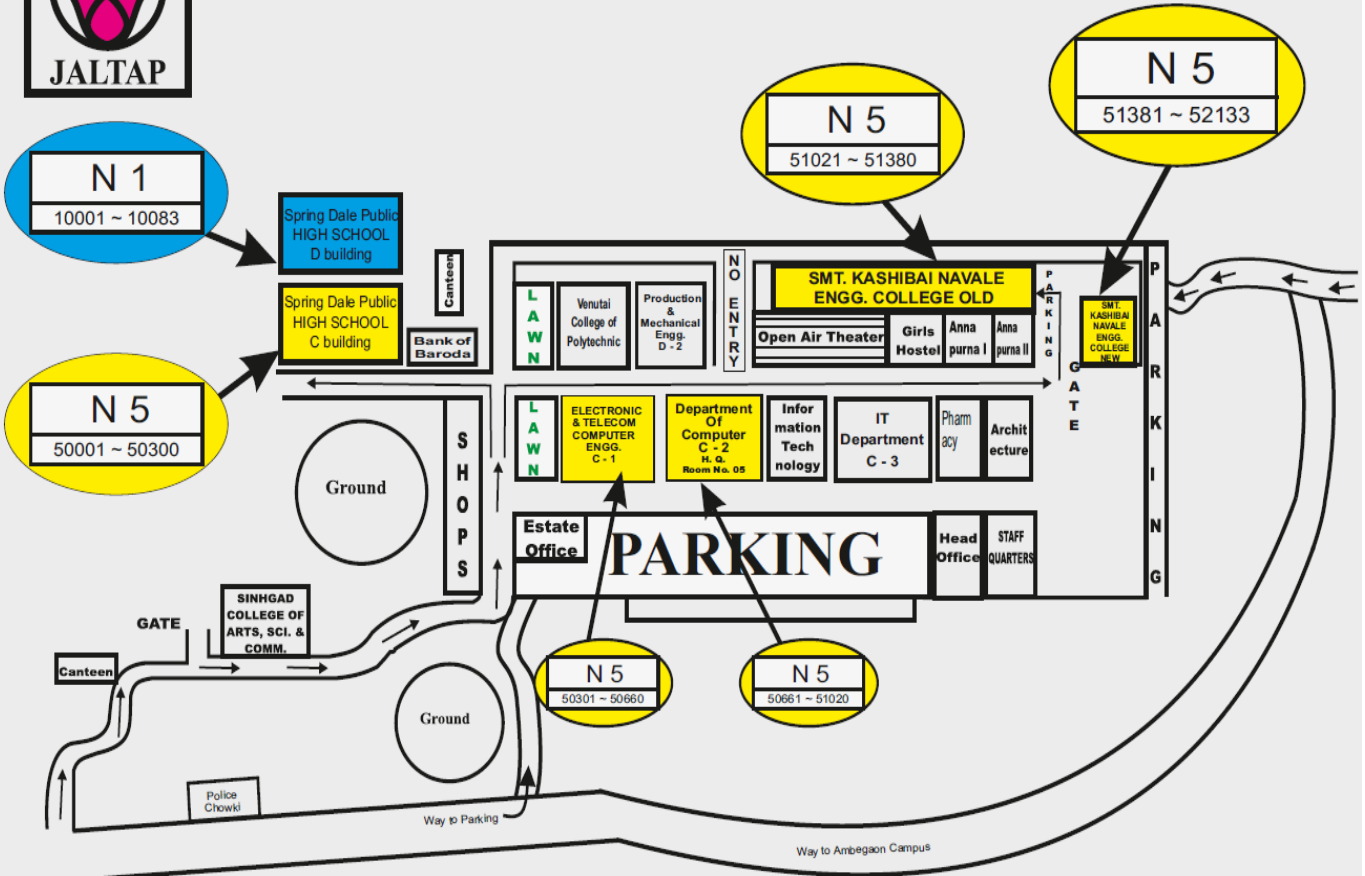 JALTAP
N 1
10001 ~ 10083
N 5
50001 ~ 50300
N 5
51021 ~ 51380
N 5
51381 ~ 52133
Spring Dale Public
HIGH SCHOOL
D building
Spring Dale Public
HIGH SCHOOL
C building
Canteen
Bank of
Baroda
LAWN
Venutai
College of
Polytechnic
Production
&
Mechanical
Engg.
D - 2
NO ENTRY
SMT. KASHIBAI NAVALE
ENGG. COLLEGE OLD
Open Air Theater
Girls
Hostel
Anna
purna I
Anna
purna II
PARKING
SMT.
KASHIBAI
NAVALE
ENGG.
COLLEGE
NEW
GATE
PARKING
SHOPS
Ground
LAWN
ELECTRONIC
& TELECOM
COMPUTER
ENGG.
C - 1
Department
Of
Computer
C - 2
H. Q.
Room No. 05
Infor
mation
Tech
nology
IT
Department
C - 3
Pharm
acy
Archit
ecture
Estate
Office
PARKING
Head
Office
STAFF
QUARTERS
GATE
SINHGAD
COLLEGE OF
ARTS, SCI. &
COMM.
Canteen
Ground
N 5
50301 ~ 50660
N 5
50661 ~ 51020
Police
Chowki
Way to Parking
Way to Ambegaon Campus